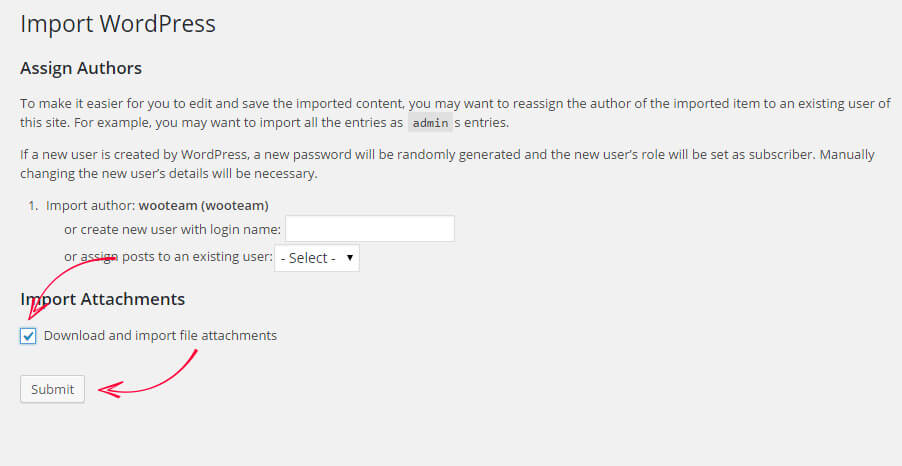 Import WordPress
Assign Authors
To make it easier for you to edit and save the imported content, you may want to reassign the author of the imported item to an existing user of
this site. For example, you may want to import all the entries as admin s entries.
If a new user is created by WordPress, a new password will be randomly generated and the new user's role will be set as subscriber. Manually
changing the new user's details will be necessary.
1. Import author: wooteam (wooteam)
or create new user with login name:
or assign posts to an existing user: - Select -
Import Attachments
Download and import file attachments
Submit